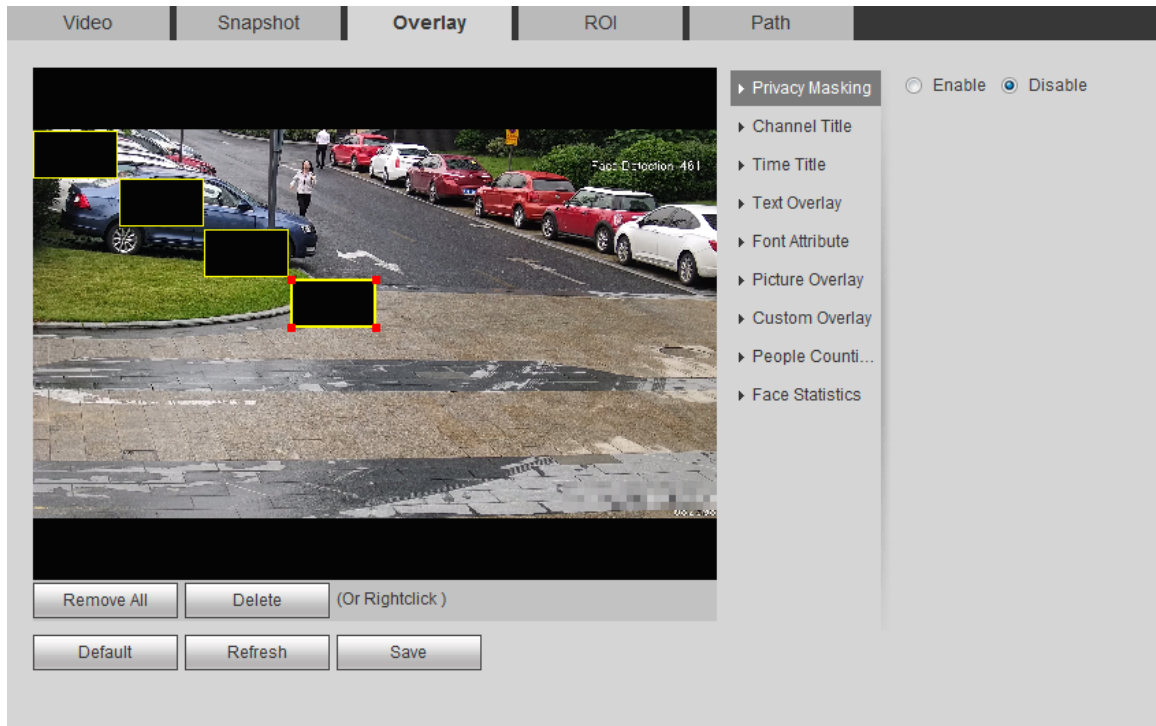 Video Snapshot Overlay ROI Path
Privacy Masking
Enable Disable
Channel Title
Time Title
Text Overlay
Font Attribute
Picture Overlay
Custom Overlay
People Counti...
Face Statistics
Face Detection 461
Remove All Delete (Or Rightclick )
Default Refresh Save